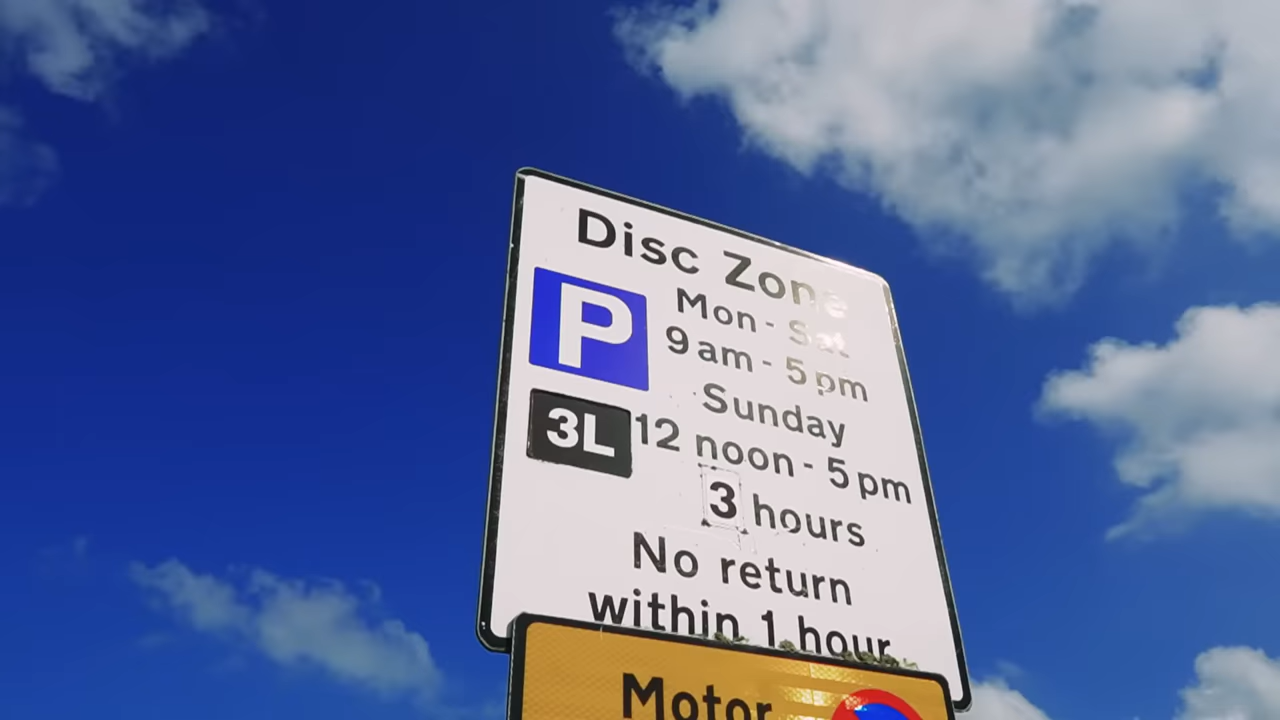 Disc Zone
P
Mon - Sat
9am - 5pm
Sunday
3L
12 noon - 5pm
3 hours
No return
within 1 hour
Motor